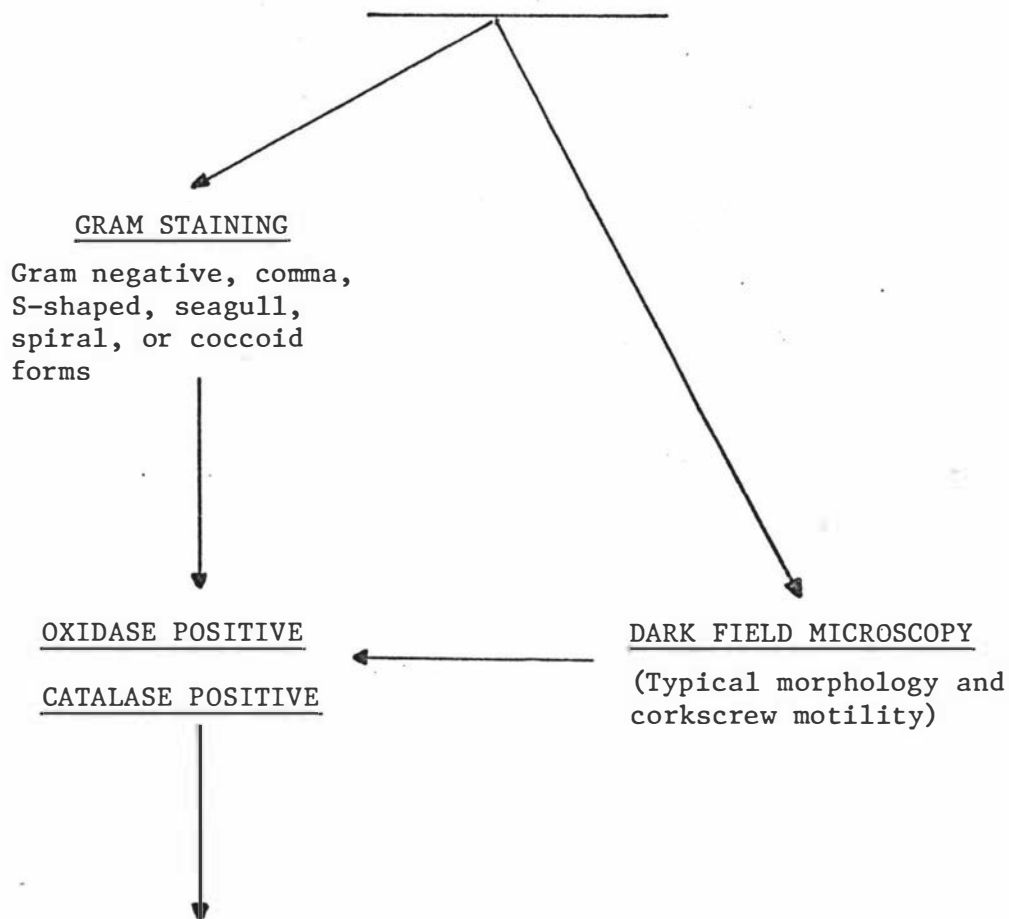 GRAM STAINING
Gram negative, comma,
S-shaped, seagull,
spiral, or coccoid
forms
OXIDASE POSITIVE
CATALASE POSITIVE
DARK FIELD MICROSCOPY
(Typical morphology and
corkscrew motility)